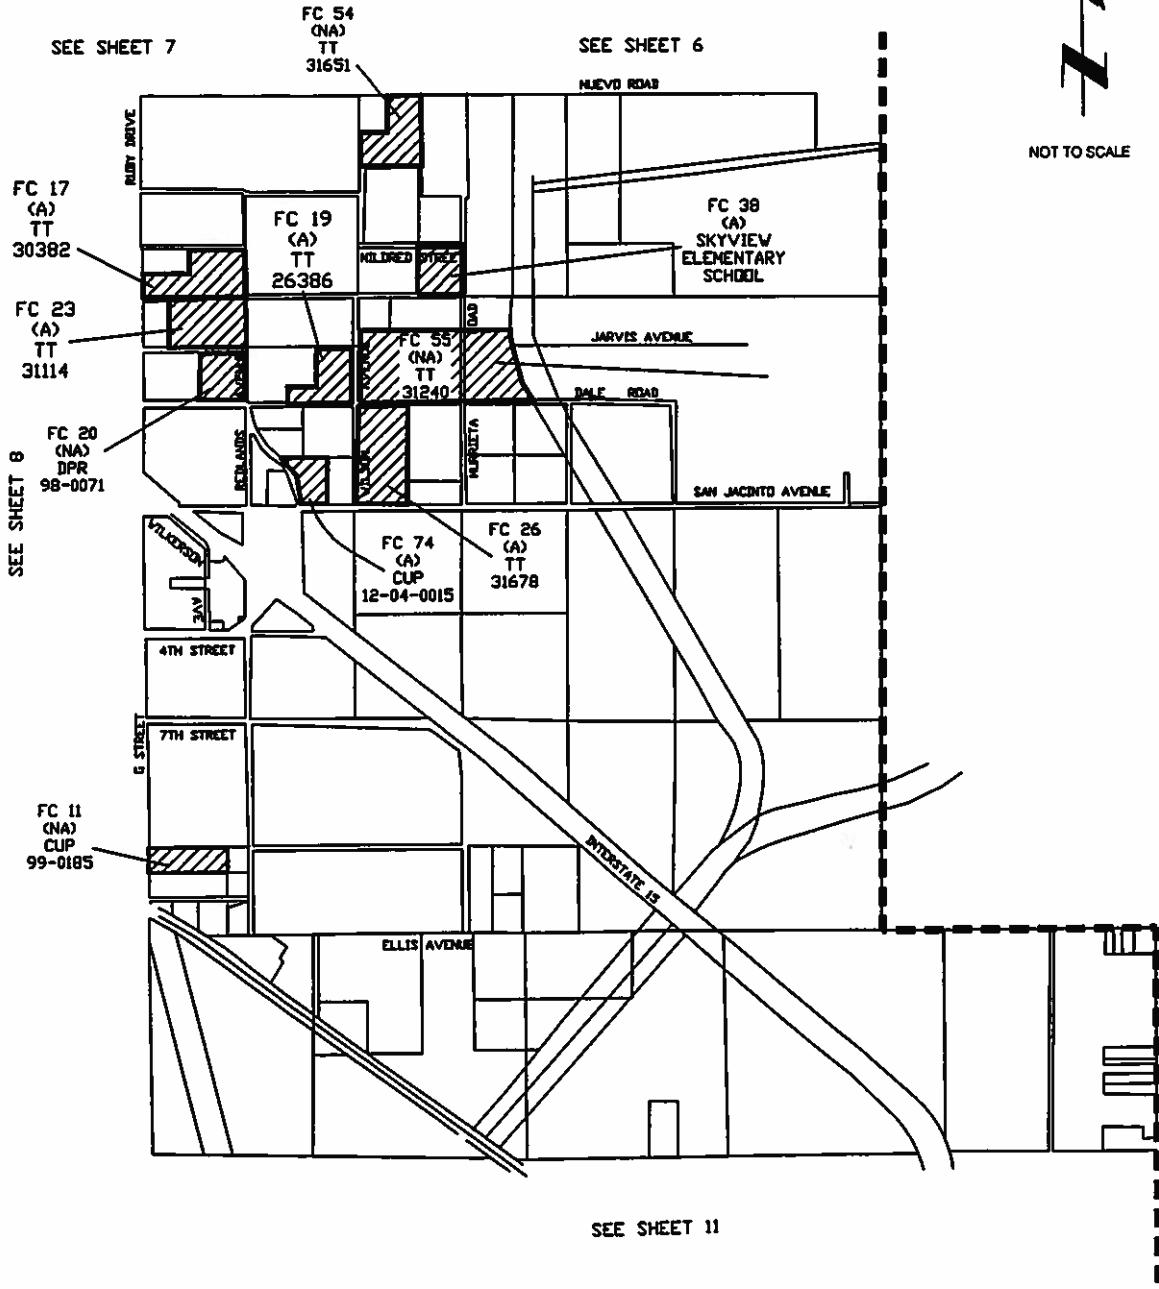 FC 54
(NA)
TT
31651
SEE SHEET 7
SEE SHEET 6
NUEVO ROAD
NOT TO SCALE
RUBY DRIVE
FC 17
(A)
TT
30382
FC 19
(A)
TT
26386
FC 38
(A)
SKYVIEW
ELEMENTARY
SCHOOL
MILDRED STREET
FC 23
(A)
TT
31114
FC 55
(NA)
TT
31240
JARVIS AVENUE
DALE ROAD
AVENUE
FC 20
(NA)
DPR
98-0071
REDLANDS
WILSON
MURRIETA
SAN JACINTO AVENUE
SEE SHEET 8
FC 74
(A)
CUP
12-04-0015
FC 26
(A)
TT
31678
WILKERSON
AVE
4TH STREET
G STREET
7TH STREET
FC 11
(NA)
CUP
99-0185
INTERSTATE 15
ELLIS AVENUE
SEE SHEET 11